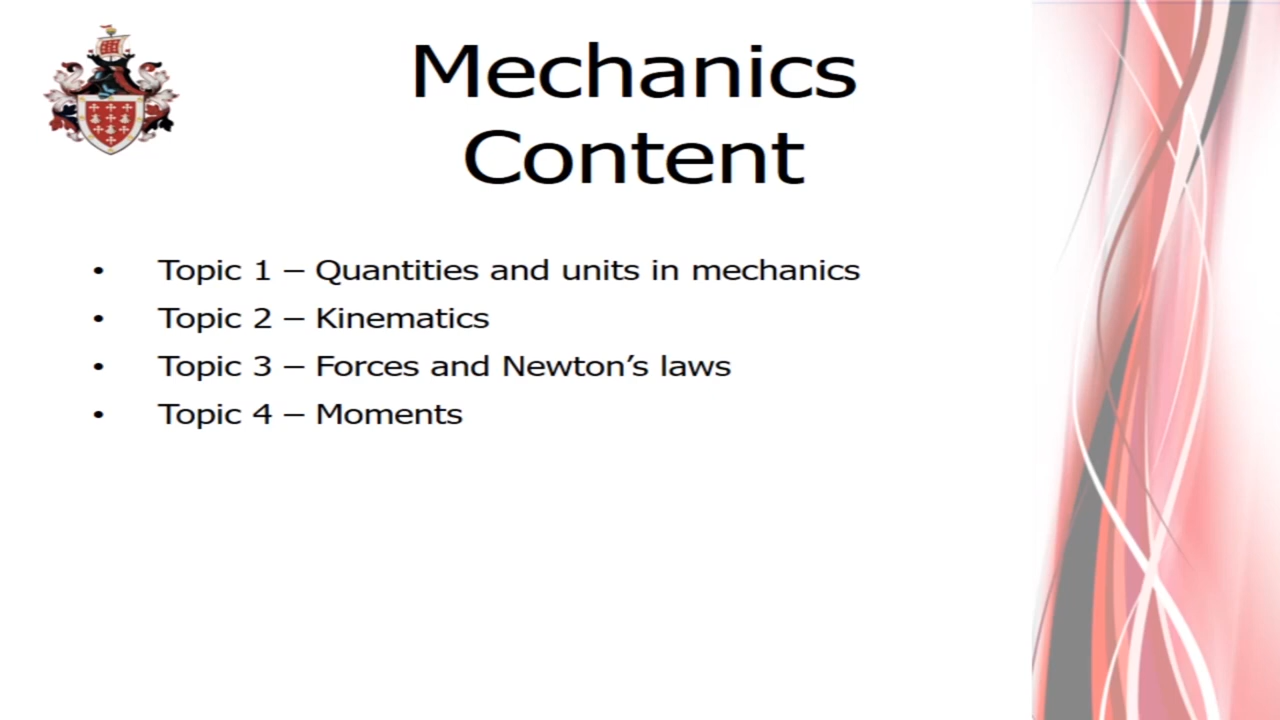 Mechanics
Content
• Topic 1 – Quantities and units in mechanics
• Topic 2 – Kinematics
• Topic 3 – Forces and Newton’s laws
• Topic 4 – Moments